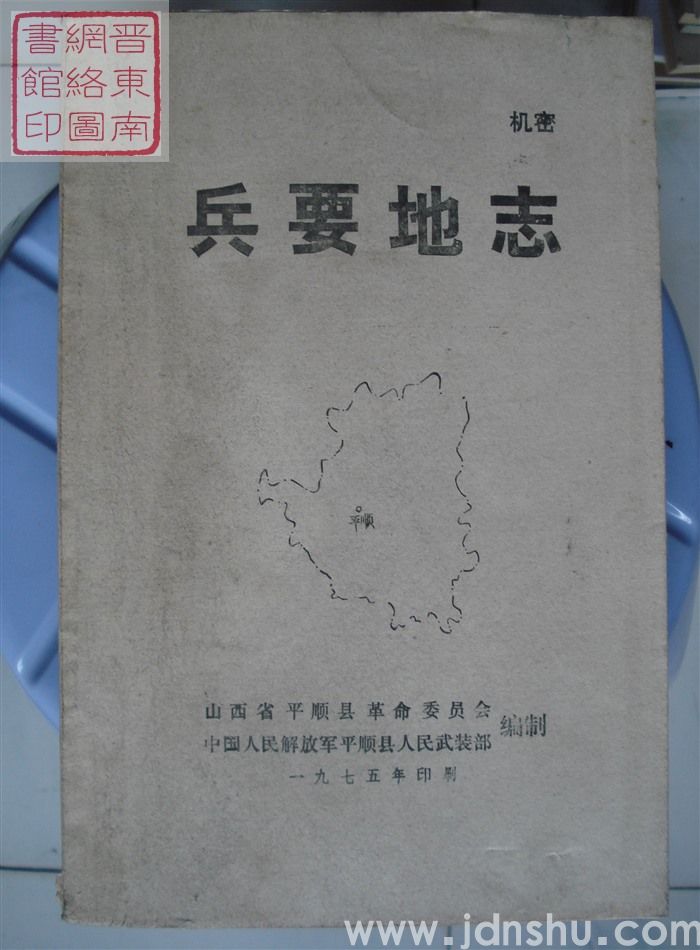 晋東南
網絡圖
書館印
机密
兵要地志
平顺
山西省平顺县革命委员会
中国人民解放军平顺县人民武装部
编制
一九七五年印刷
www.jdnshu.com